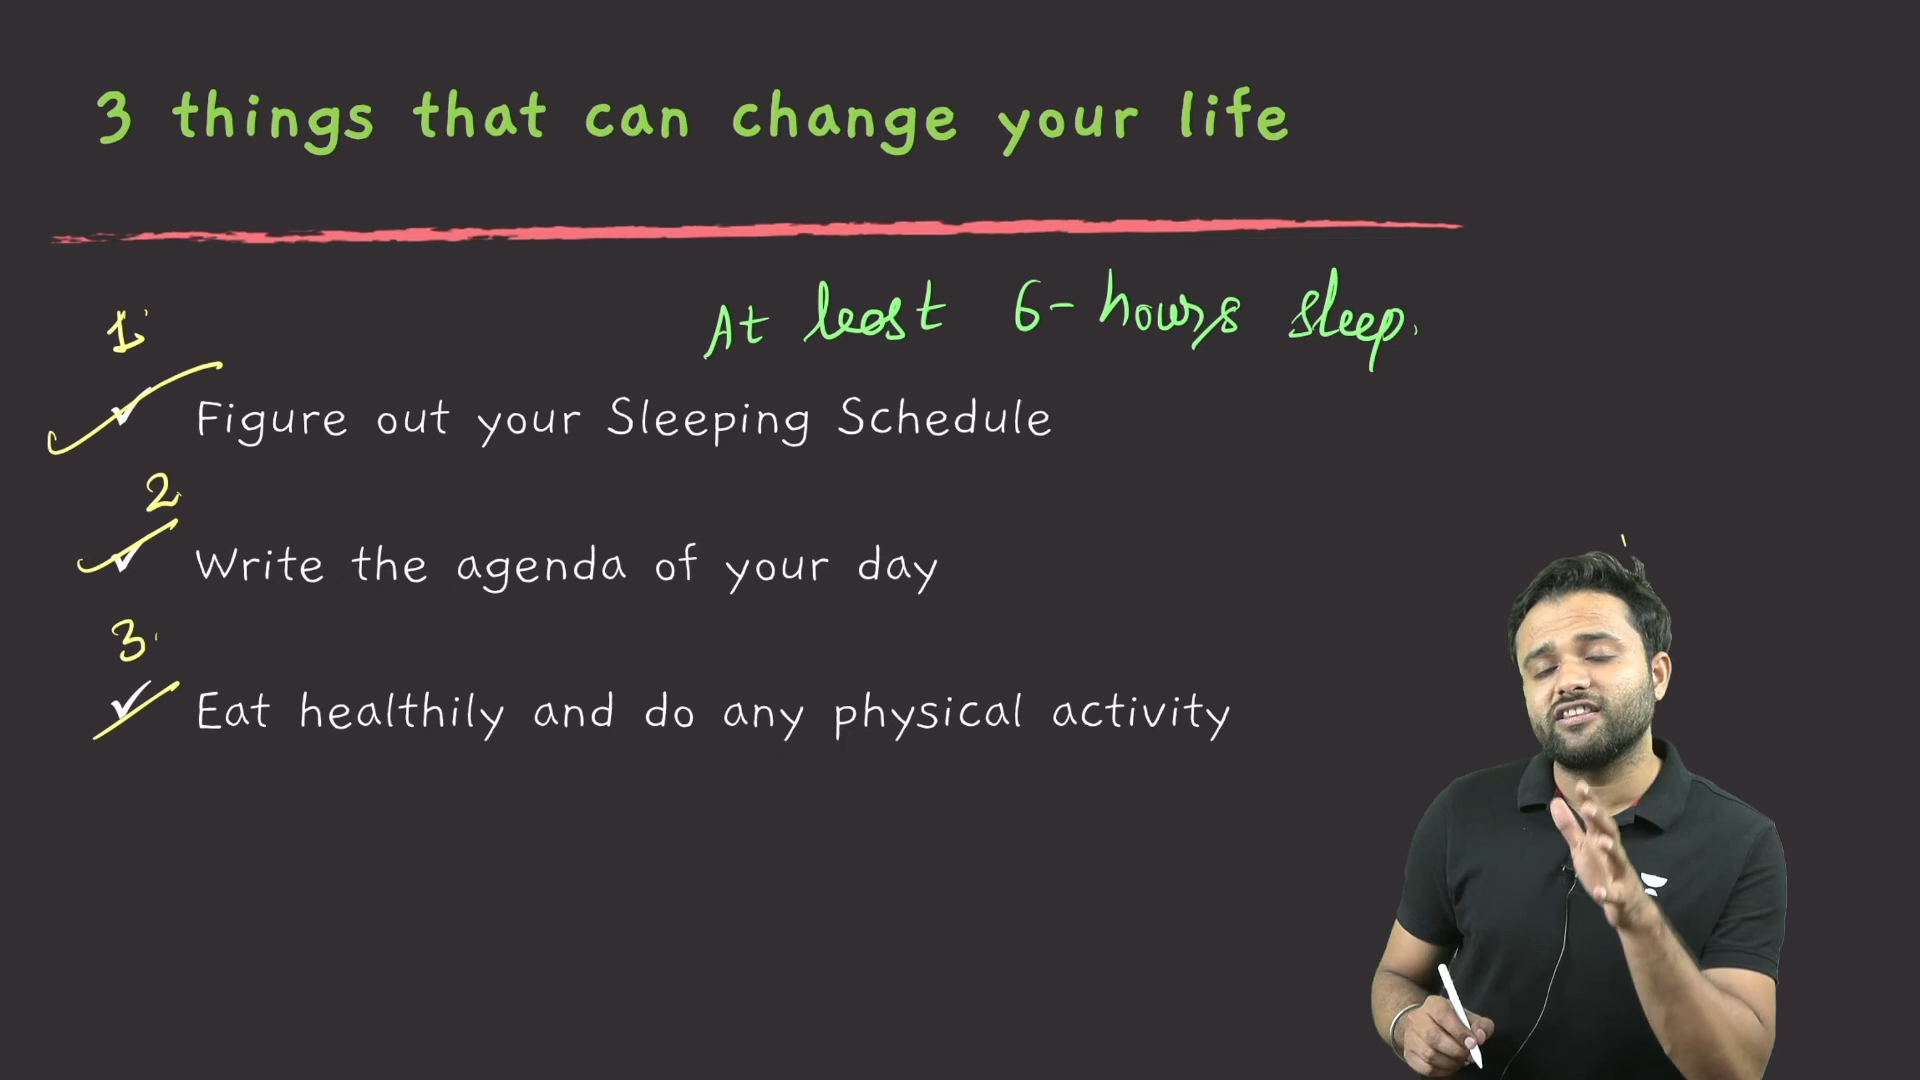 3 things that can change your life
At least 6-hours sleep.
1.
Figure out your Sleeping Schedule
2.
Write the agenda of your day
3.
Eat healthily and do any physical activity